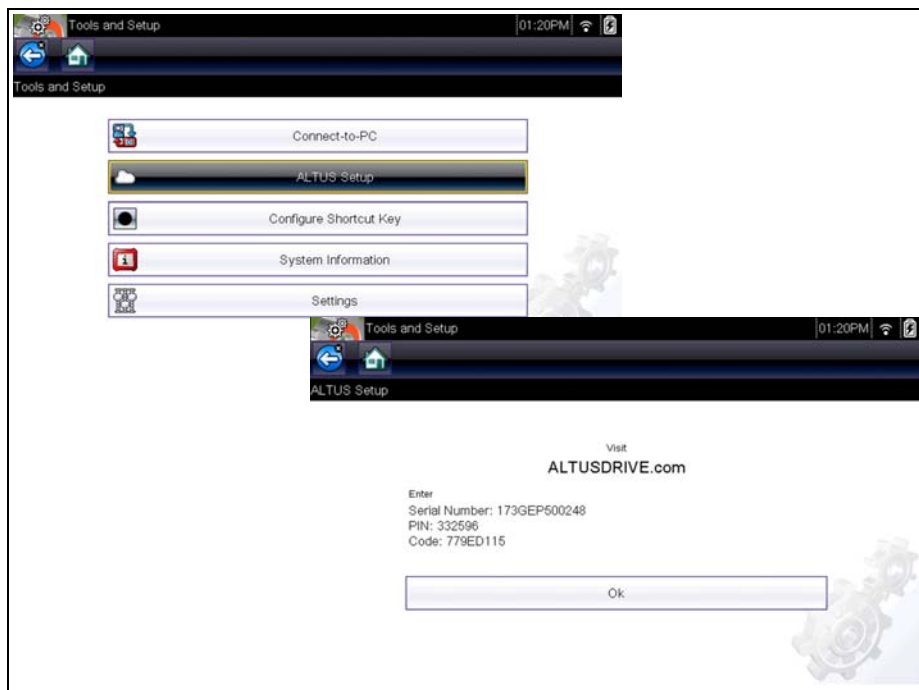 Tools and Setup
01:20PM
Tools and Setup
Connect-to-PC
ALTUS Setup
Configure Shortcut Key
System Information
Settings
Tools and Setup
01:20PM
ALTUS Setup
Visit
ALTUSDRIVE.com
Enter
Serial Number: 173GEP500248
PIN: 332596
Code: 779ED115
Ok